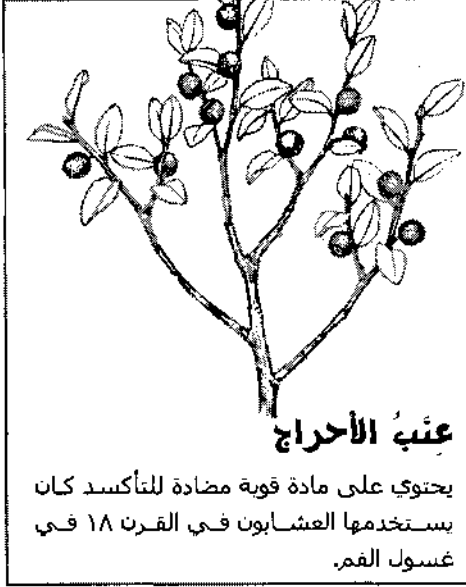 عِنَبُ الأحراج
يحتوي على مادة قوية مضادة للتأكسد كان
يستخدمها العشابون في القرن ١٨ في
غسول الفم.